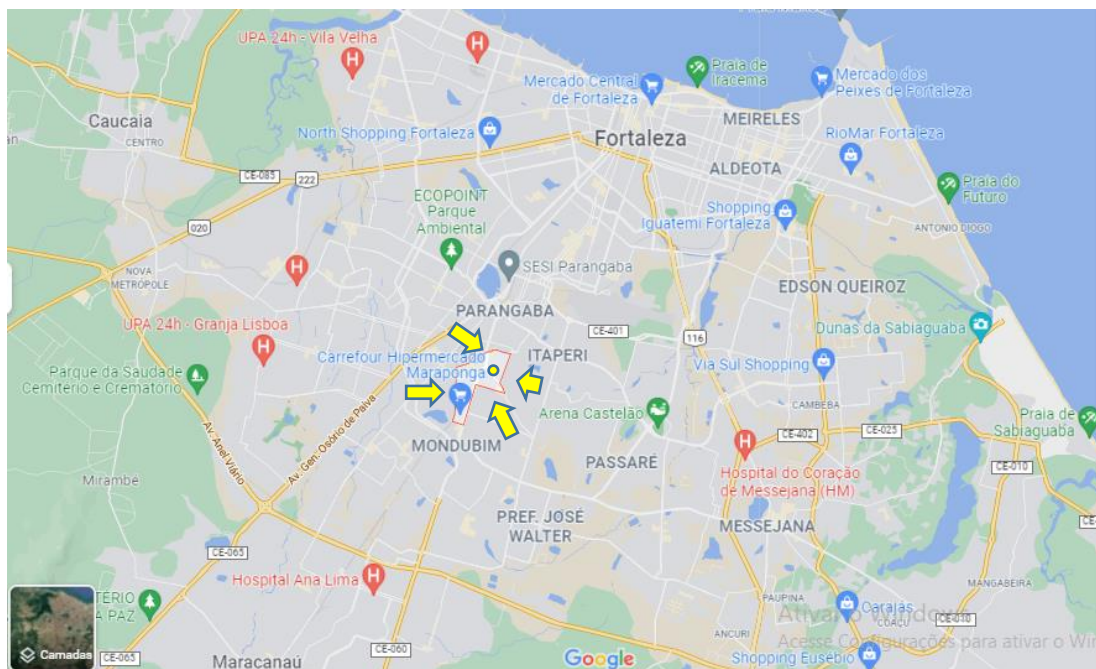 UPA 24h - Vila Velha
Praia de
Iracema
Mercado Central
de Fortaleza
Mercado dos
Peixes de Fortaleza
Caucaia
CENTRO
North Shopping Fortaleza
Fortaleza
MEIRELES
RioMar Fortaleza
ALDEOTA
CE-085
222
Praia do
Futuro
ECOPOINT
Parque
Ambiental
Shopping
Iguatemi Fortaleza
020
ANTONIO DIOGO
SESI Parangaba
NOVA
METRÓPOLE
EDSON QUEIROZ
PARANGABA
UPA 24h - Granja Lisboa
CE-401
116
Dunas da Sabiaguaba
Carrefour Hipermercado
Maraponga
ITAPERI
Via Sul Shopping
Parque da Saudade
Cemitério e Crematório
Arena Castelão
CAMBEBA
Praia de
Sabiaguaba
Av. Gen. Osório de Paiva
Av. Anel Viário
MONDUBIM
CE-402
CE-025
PASSARÉ
CE-010
Hospital do Coração
de Messejana (HM)
Mirambé
PREF. JOSÉ
WALTER
MESSEJANA
CE-065
Hospital Ana Lima
MANGABEIRA
TÉRIO
A PAZ
PAUPINA
Ativar o Windows
Carajás
COAÇU
CE-010
ANCURI
Acesse Configurações para ativar o Win
Camadas
CE-065
Maracanaú
CE-060
Google
Shopping Eusébio